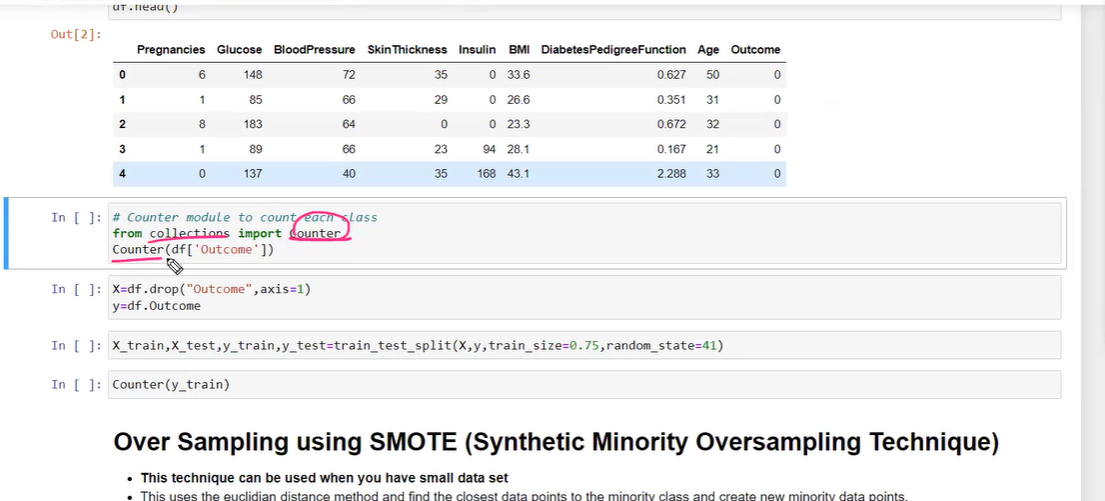 df.head()
Out[2]:
Pregnancies Glucose BloodPressure SkinThickness Insulin BMI DiabetesPedigreeFunction Age Outcome
0 6 148 72 35 0 33.6 0.627 50 0
1 1 85 66 29 0 26.6 0.351 31 0
2 8 183 64 0 0 23.3 0.672 32 0
3 1 89 66 23 94 28.1 0.167 21 0
4 0 137 40 35 168 43.1 2.288 33 0
In [ ]: # Counter module to count each class
from collections import Counter
Counter(df['Outcome'])
In [ ]: X=df.drop("Outcome",axis=1)
y=df.Outcome
In [ ]: X_train,X_test,y_train,y_test=train_test_split(X,y,train_size=0.75,random_state=41)
In [ ]: Counter(y_train)
Over Sampling using SMOTE (Synthetic Minority Oversampling Technique)
• This technique can be used when you have small data set
• This uses the euclidian distance method and find the closest data points to the minority class and create new minority data points.